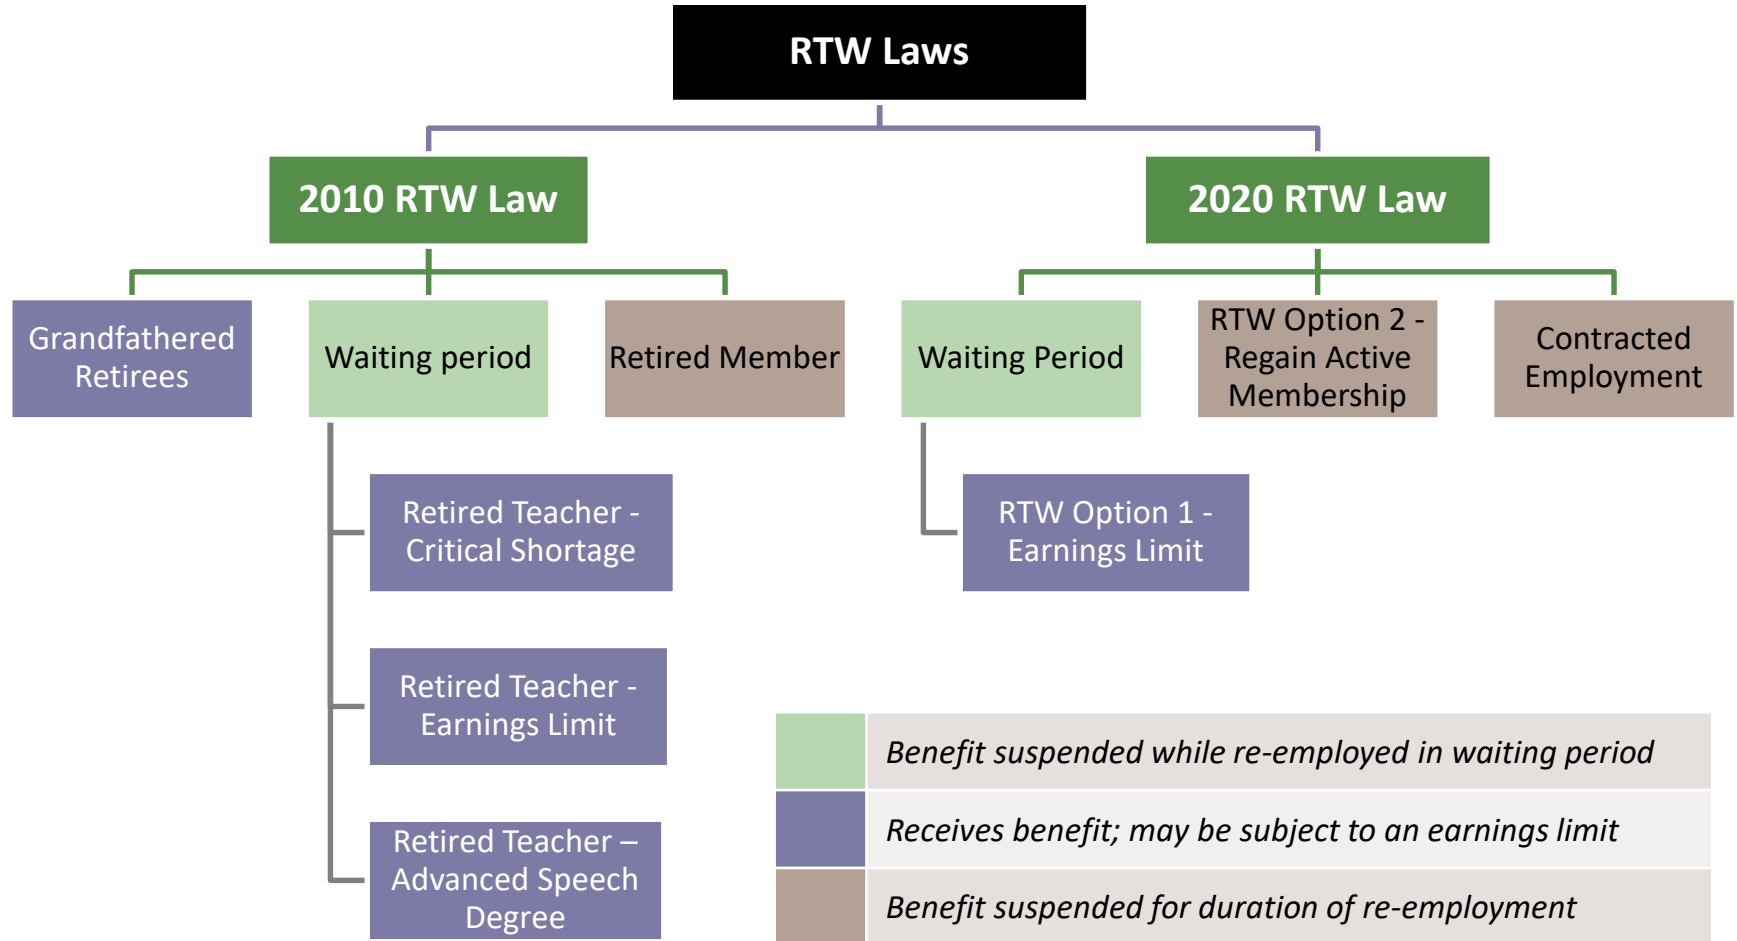 RTW Laws
2010 RTW Law
2020 RTW Law
Grandfathered
Retirees
Waiting period
Retired Member
Waiting Period
RTW Option 2 -
Regain Active
Membership
Contracted
Employment
Retired Teacher -
Critical Shortage
RTW Option 1 -
Earnings Limit
Retired Teacher -
Earnings Limit
Retired Teacher –
Advanced Speech
Degree
Benefit suspended while re-employed in waiting period
Receives benefit; may be subject to an earnings limit
Benefit suspended for duration of re-employment